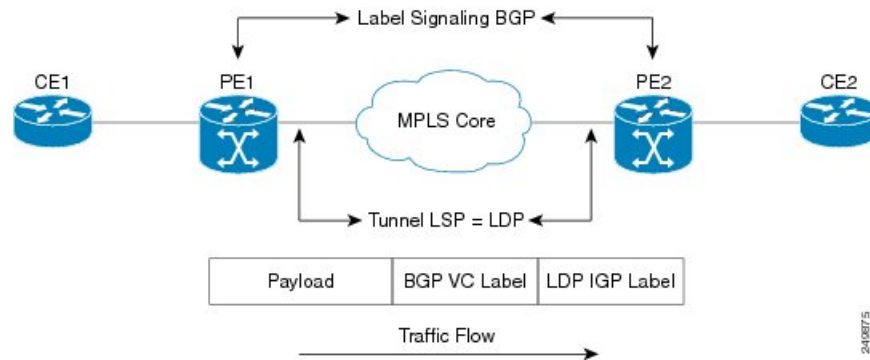 Label Signaling BGP
CE1
PE1
PE2
CE2
MPLS Core
Tunnel LSP = LDP
Payload
BGP VC Label
LDP IGP Label
Traffic Flow
249875